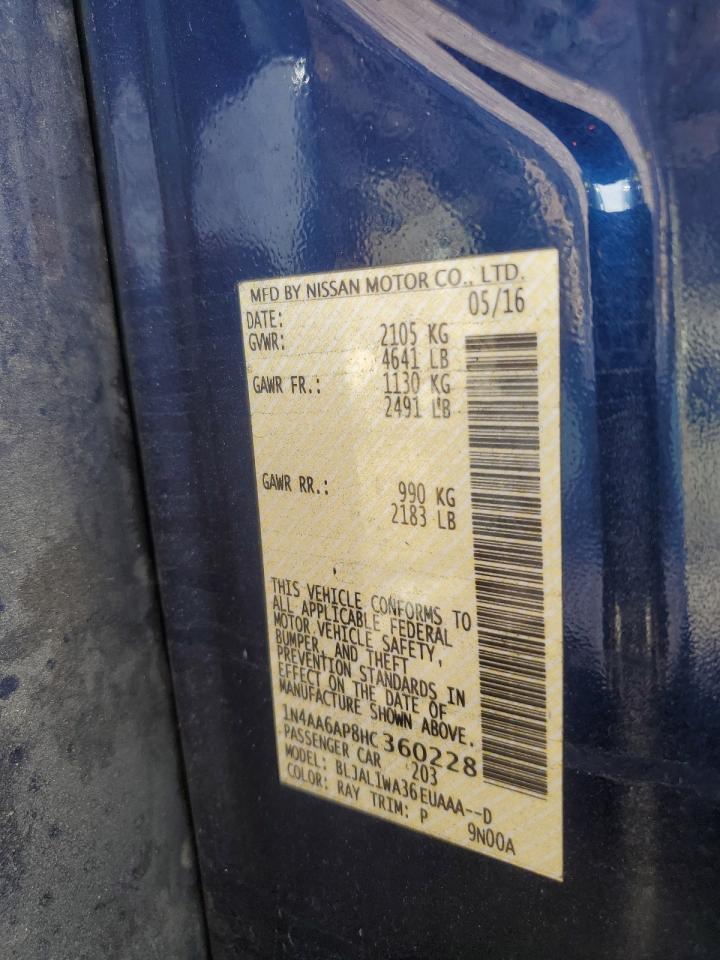 MFD BY NISSAN MOTOR CO., LTD.
DATE: 05/16
GVWR: 2105 KG
4641 LB
GAWR FR.: 1130 KG
2491 LB
GAWR RR.: 990 KG
2183 LB
THIS VEHICLE CONFORMS TO
ALL APPLICABLE FEDERAL
MOTOR VEHICLE SAFETY,
BUMPER, AND THEFT
PREVENTION STANDARDS IN
EFFECT ON THE DATE OF
MANUFACTURE SHOWN ABOVE.
1N4AA6AP8HC360228
PASSENGER CAR 203
MODEL: BLJAL1WA36EUAAA--D
COLOR: RAY TRIM: P 9N00A